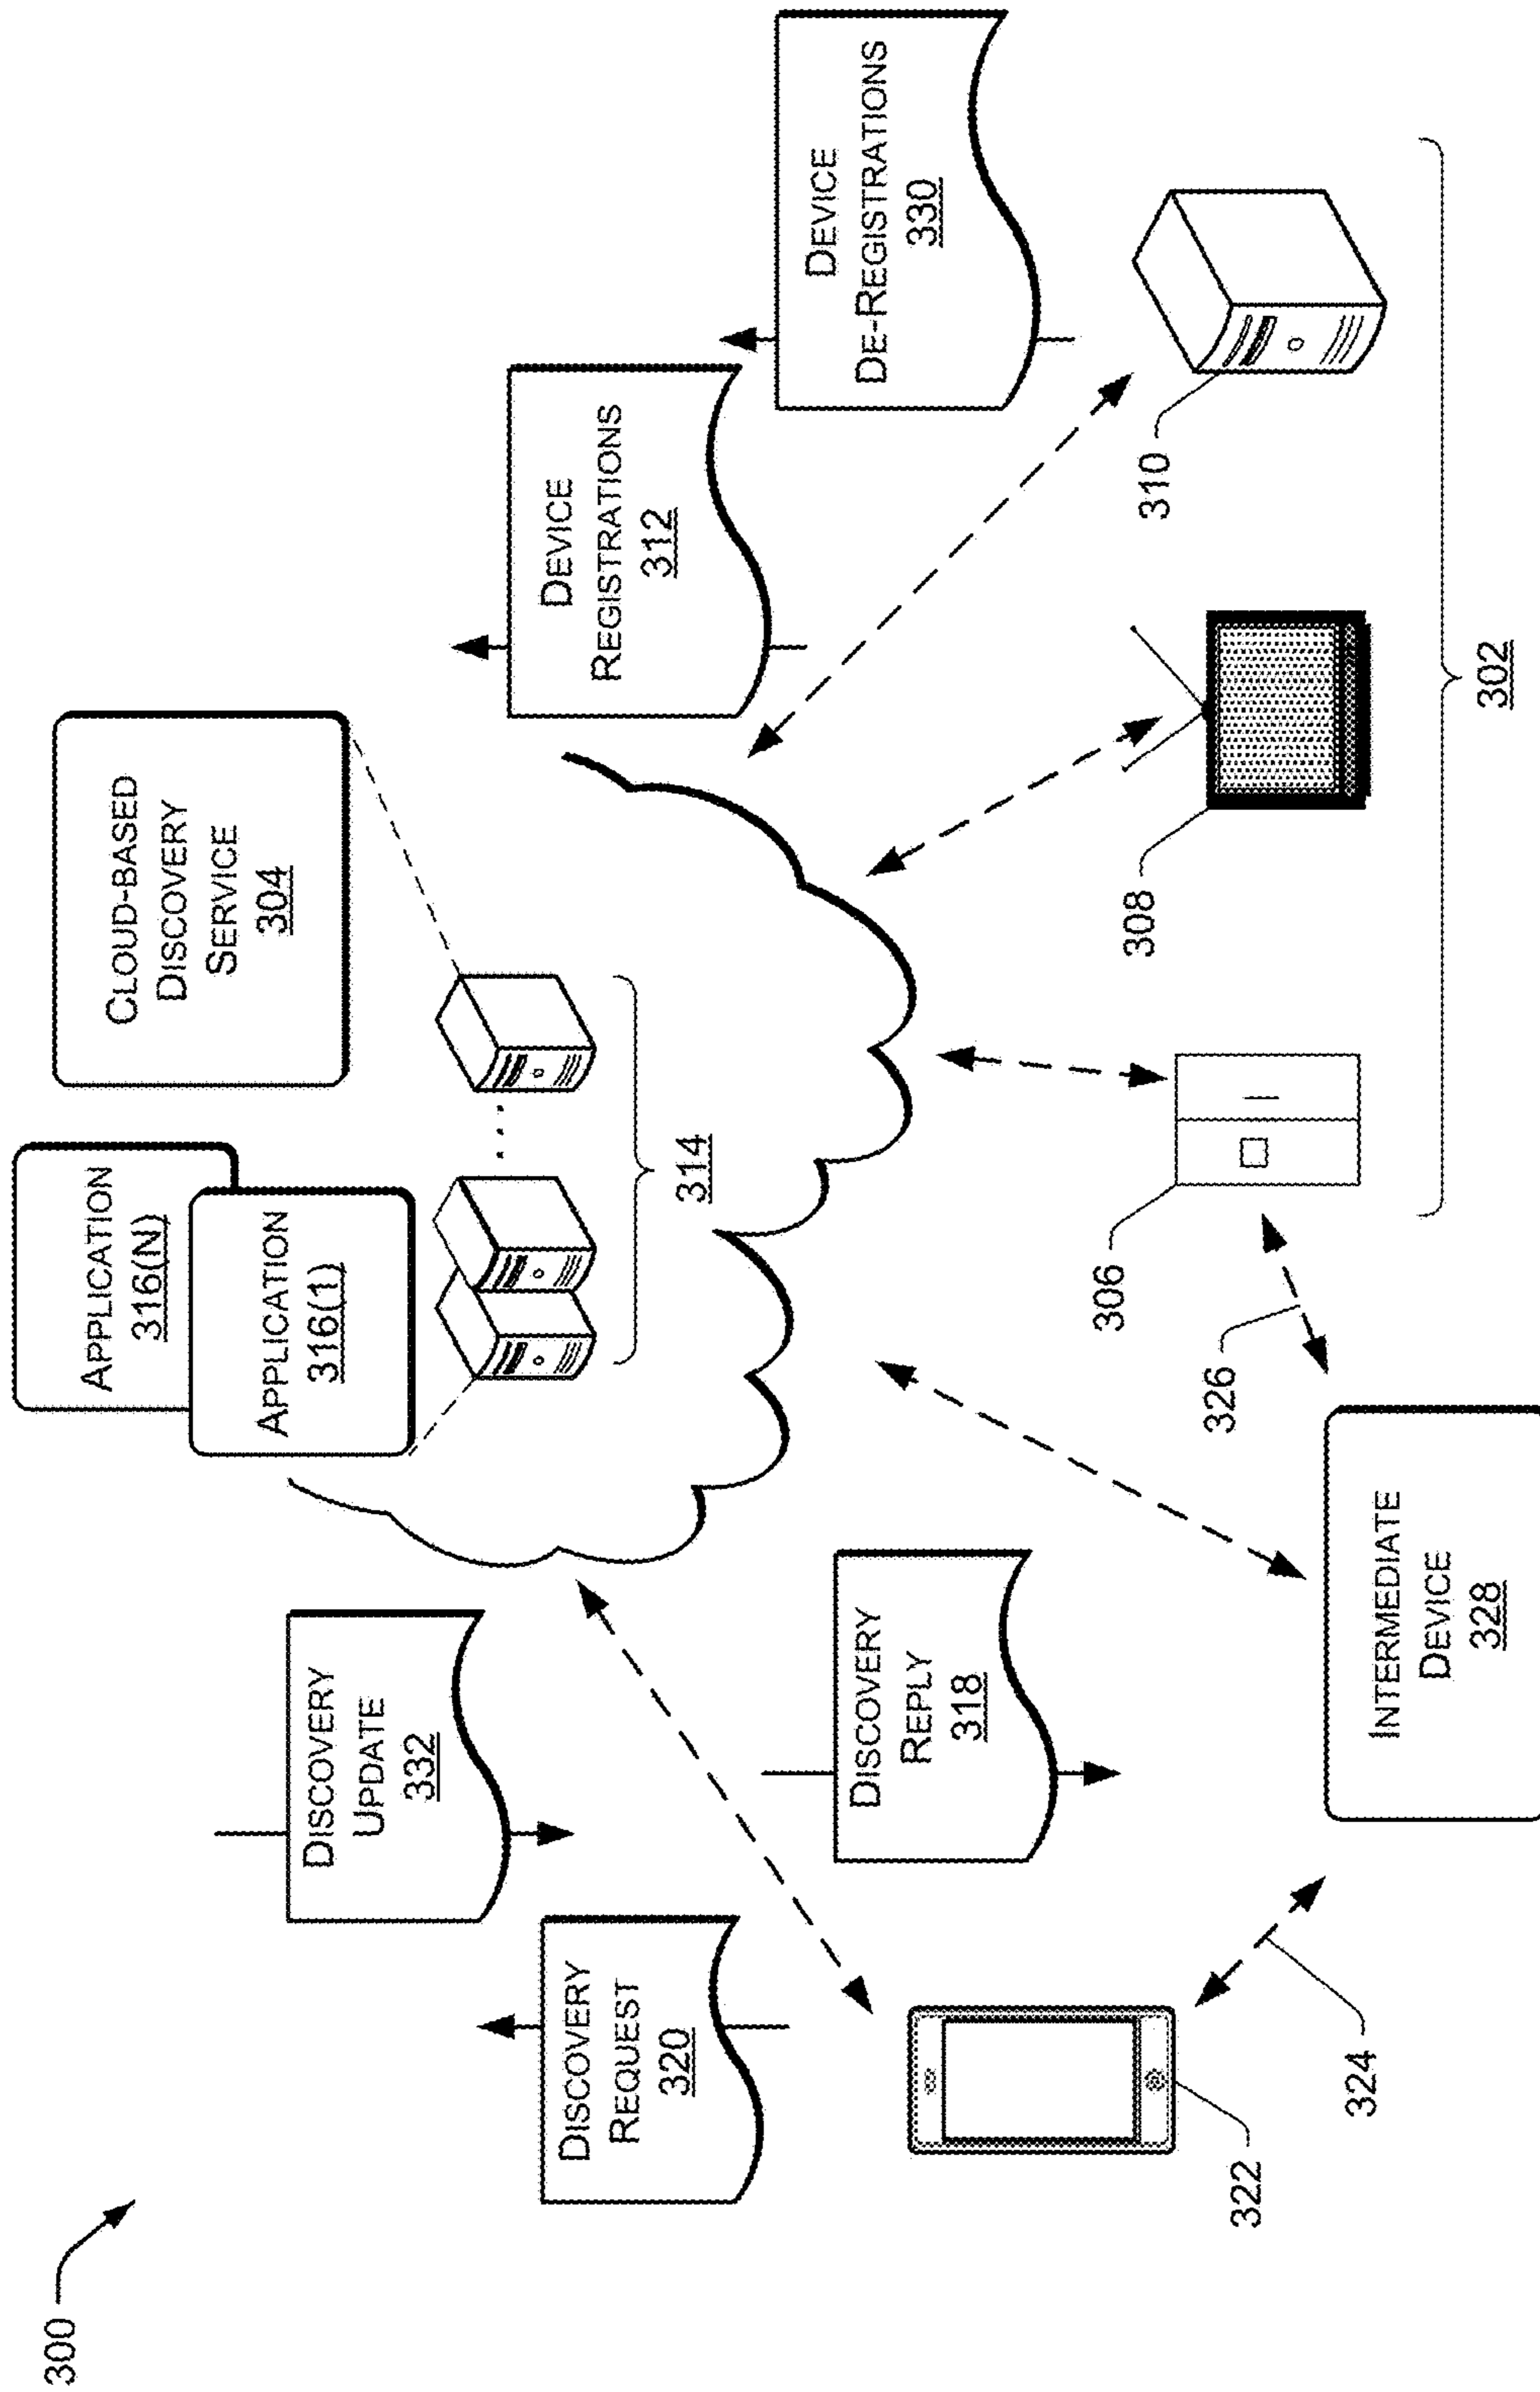 300
APPLICATION
316(N)
APPLICATION
316(1)
CLOUD-BASED
DISCOVERY
SERVICE
304
314
DISCOVERY
UPDATE
332
DISCOVERY
REQUEST
320
DISCOVERY
REPLY
318
DEVICE
REGISTRATIONS
312
DEVICE
DE-REGISTRATIONS
330
322
324
INTERMEDIATE
DEVICE
328
326
306
308
310
302